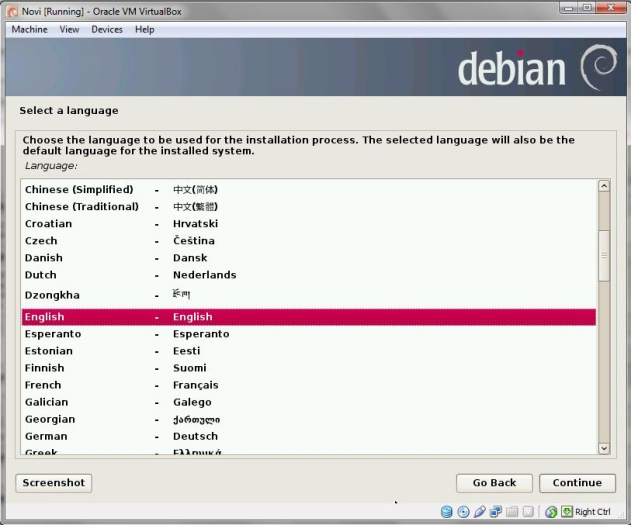 Novi [Running] - Oracle VM VirtualBox
Machine View Devices Help
debian
Select a language
Choose the language to be used for the installation process. The selected language will also be the
default language for the installed system.
Language:
Chinese (Simplified) - 中文(简体)
Chinese (Traditional) - 中文(繁體)
Croatian - Hrvatski
Czech - Čeština
Danish - Dansk
Dutch - Nederlands
Dzongkha - རྫོང་ཁ།
English - English
Esperanto - Esperanto
Estonian - Eesti
Finnish - Suomi
French - Français
Galician - Galego
Georgian - ქართული
German - Deutsch
Greek - Ελληνικά
Screenshot Go Back Continue
Right Ctrl